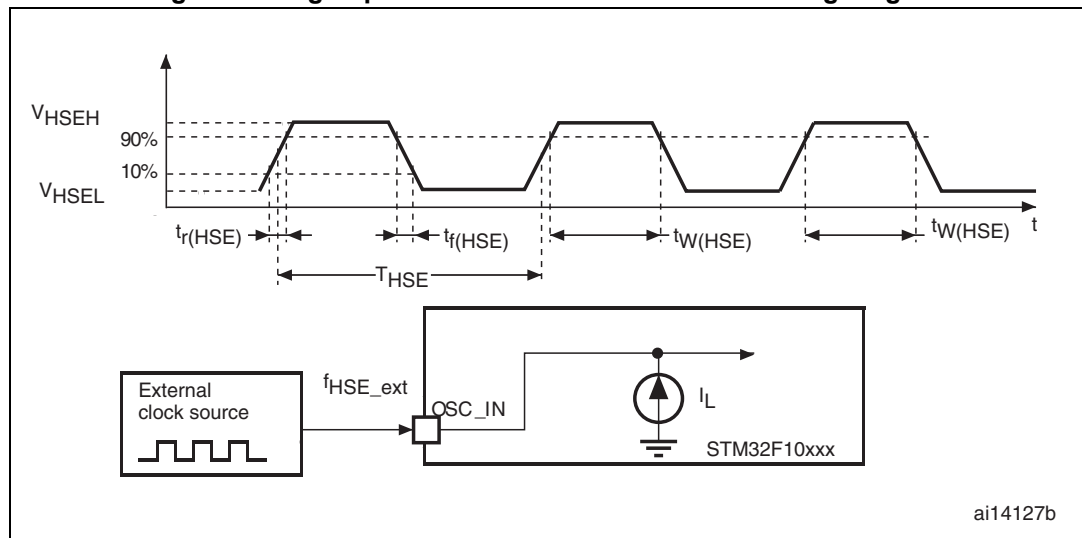 VHSEH
90%
10%
VHSEL
tr(HSE)
tf(HSE)
tW(HSE)
tW(HSE)
t
THSE
External
clock source
fHSE_ext
OSC_IN
IL
STM32F10xxx
ai14127b